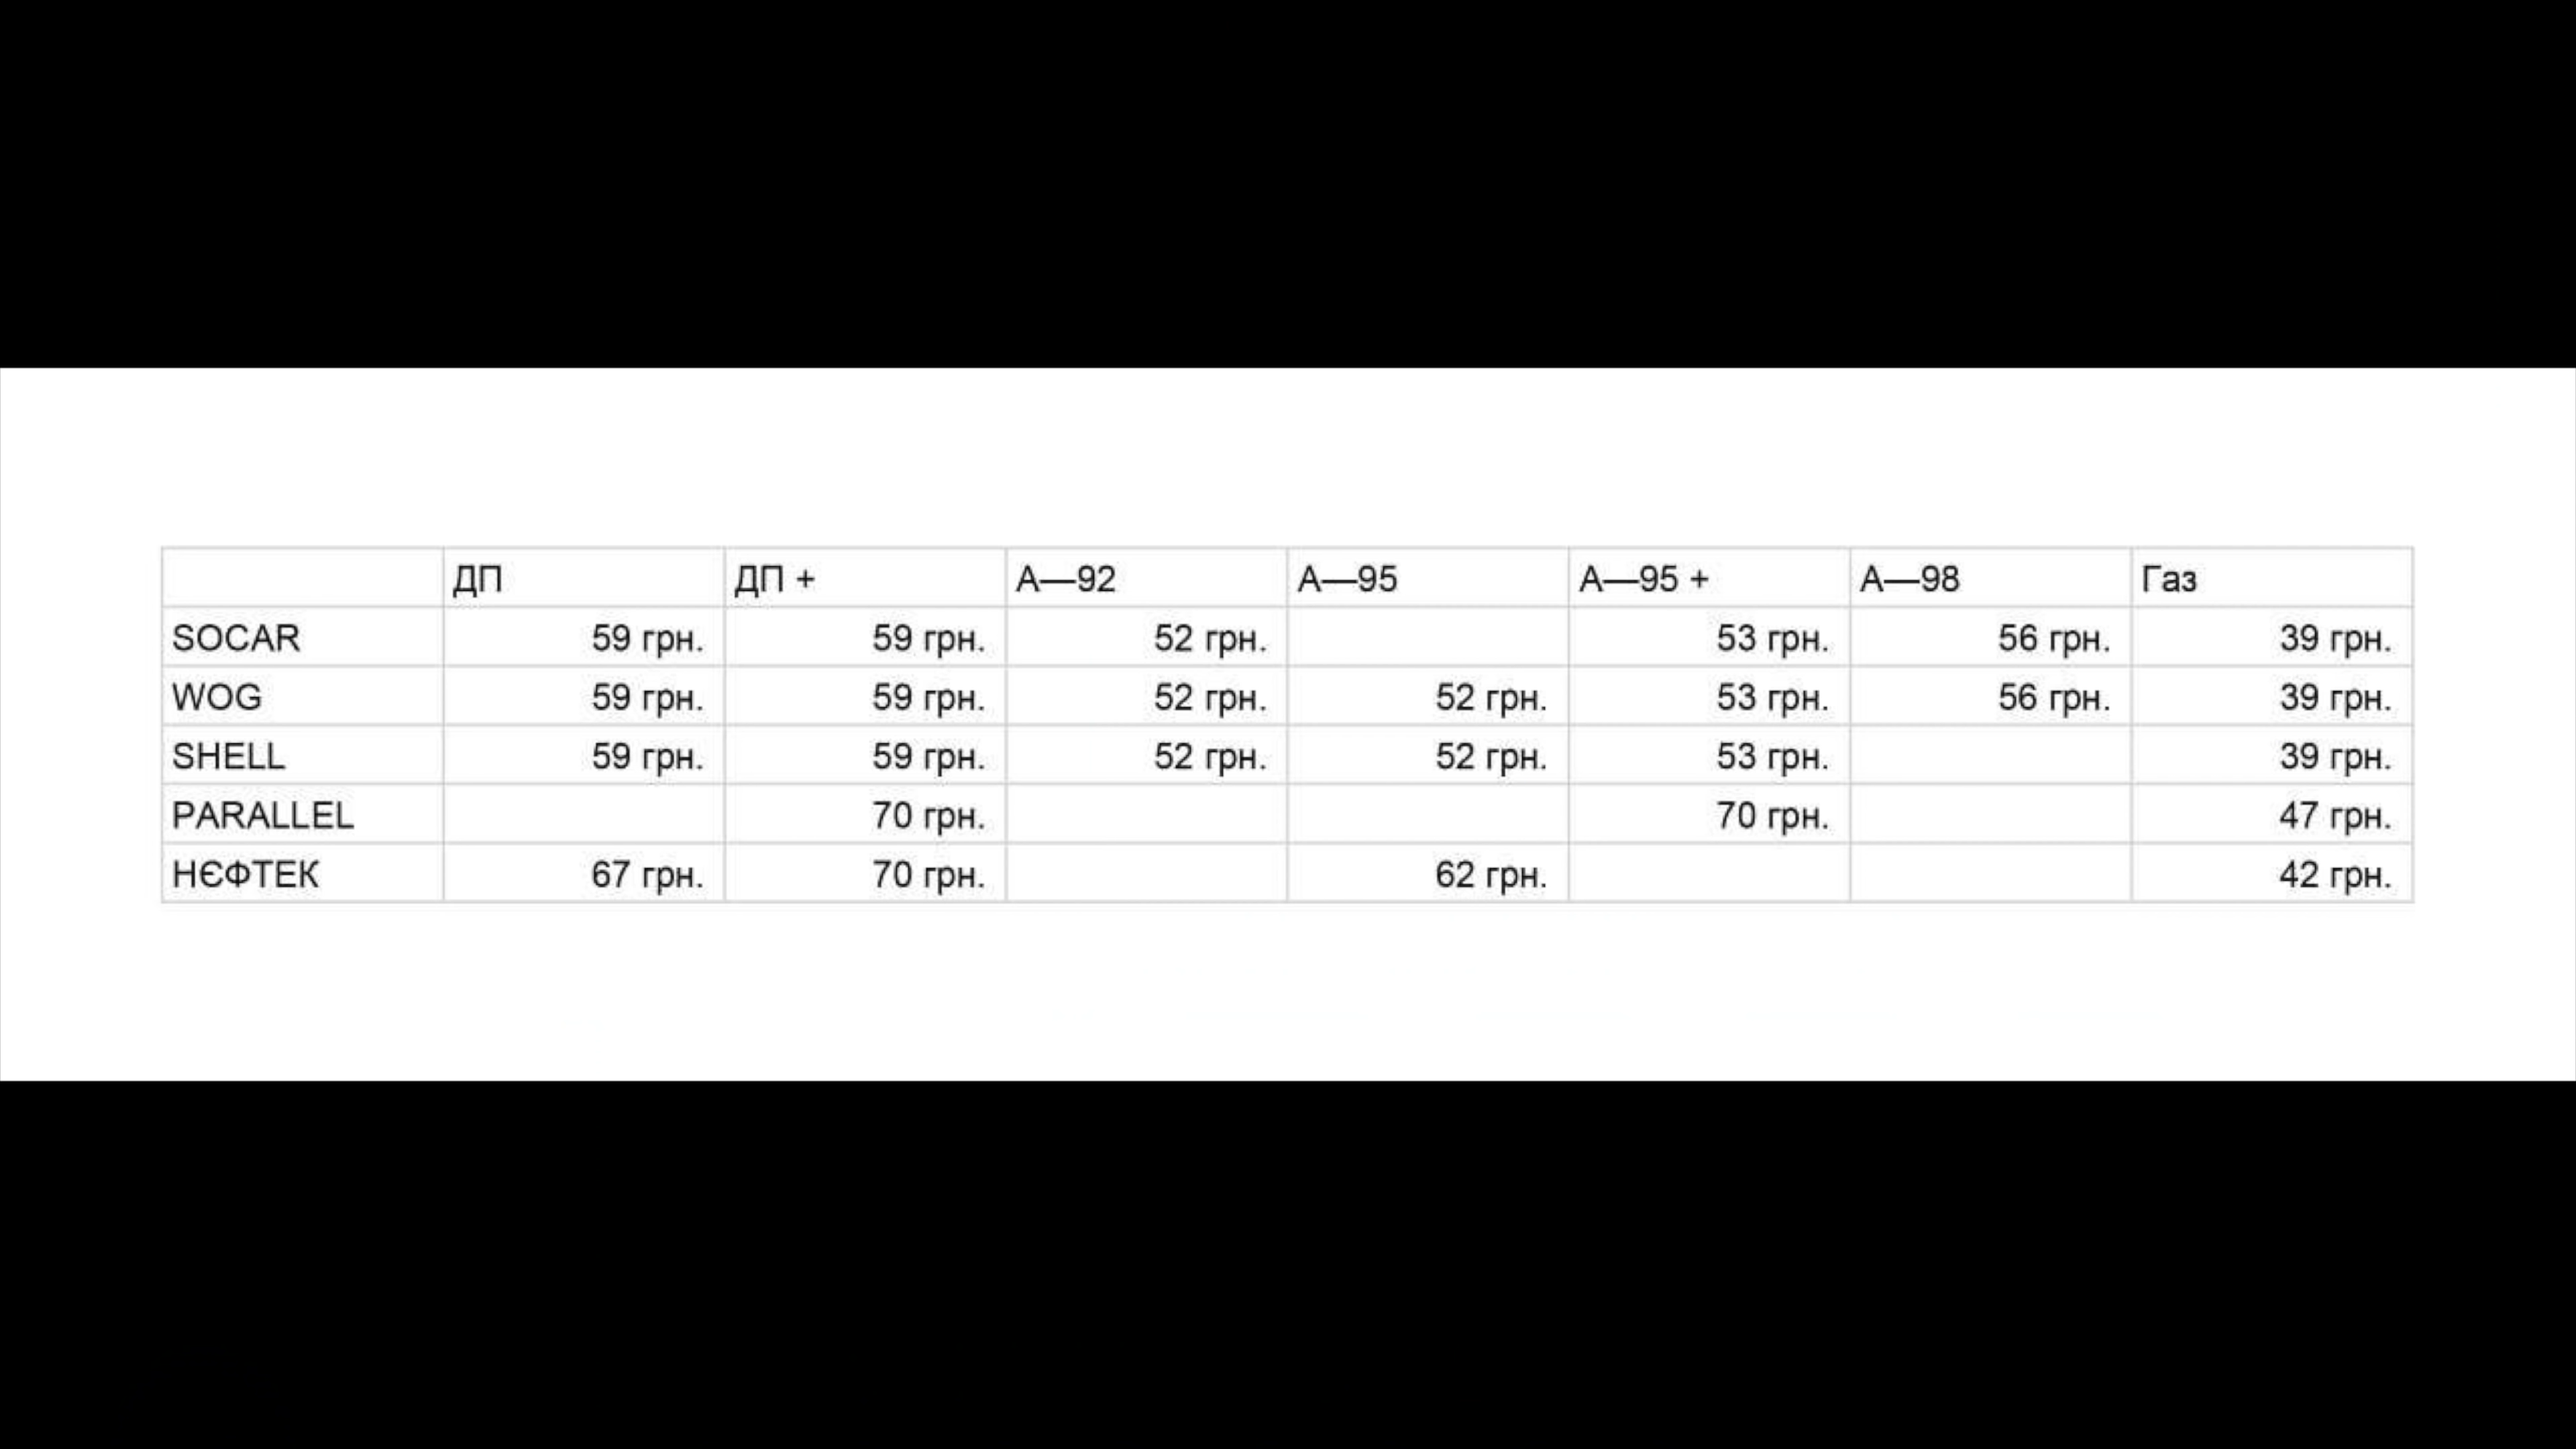 ДП ДП + А—92 А—95 А—95 + А—98 Газ
SOCAR 59 грн. 59 грн. 52 грн. 53 грн. 56 грн. 39 грн.
WOG 59 грн. 59 грн. 52 грн. 52 грн. 53 грн. 56 грн. 39 грн.
SHELL 59 грн. 59 грн. 52 грн. 52 грн. 53 грн. 39 грн.
PARALLEL 70 грн. 70 грн. 47 грн.
НЄФТЕК 67 грн. 70 грн. 62 грн. 42 грн.